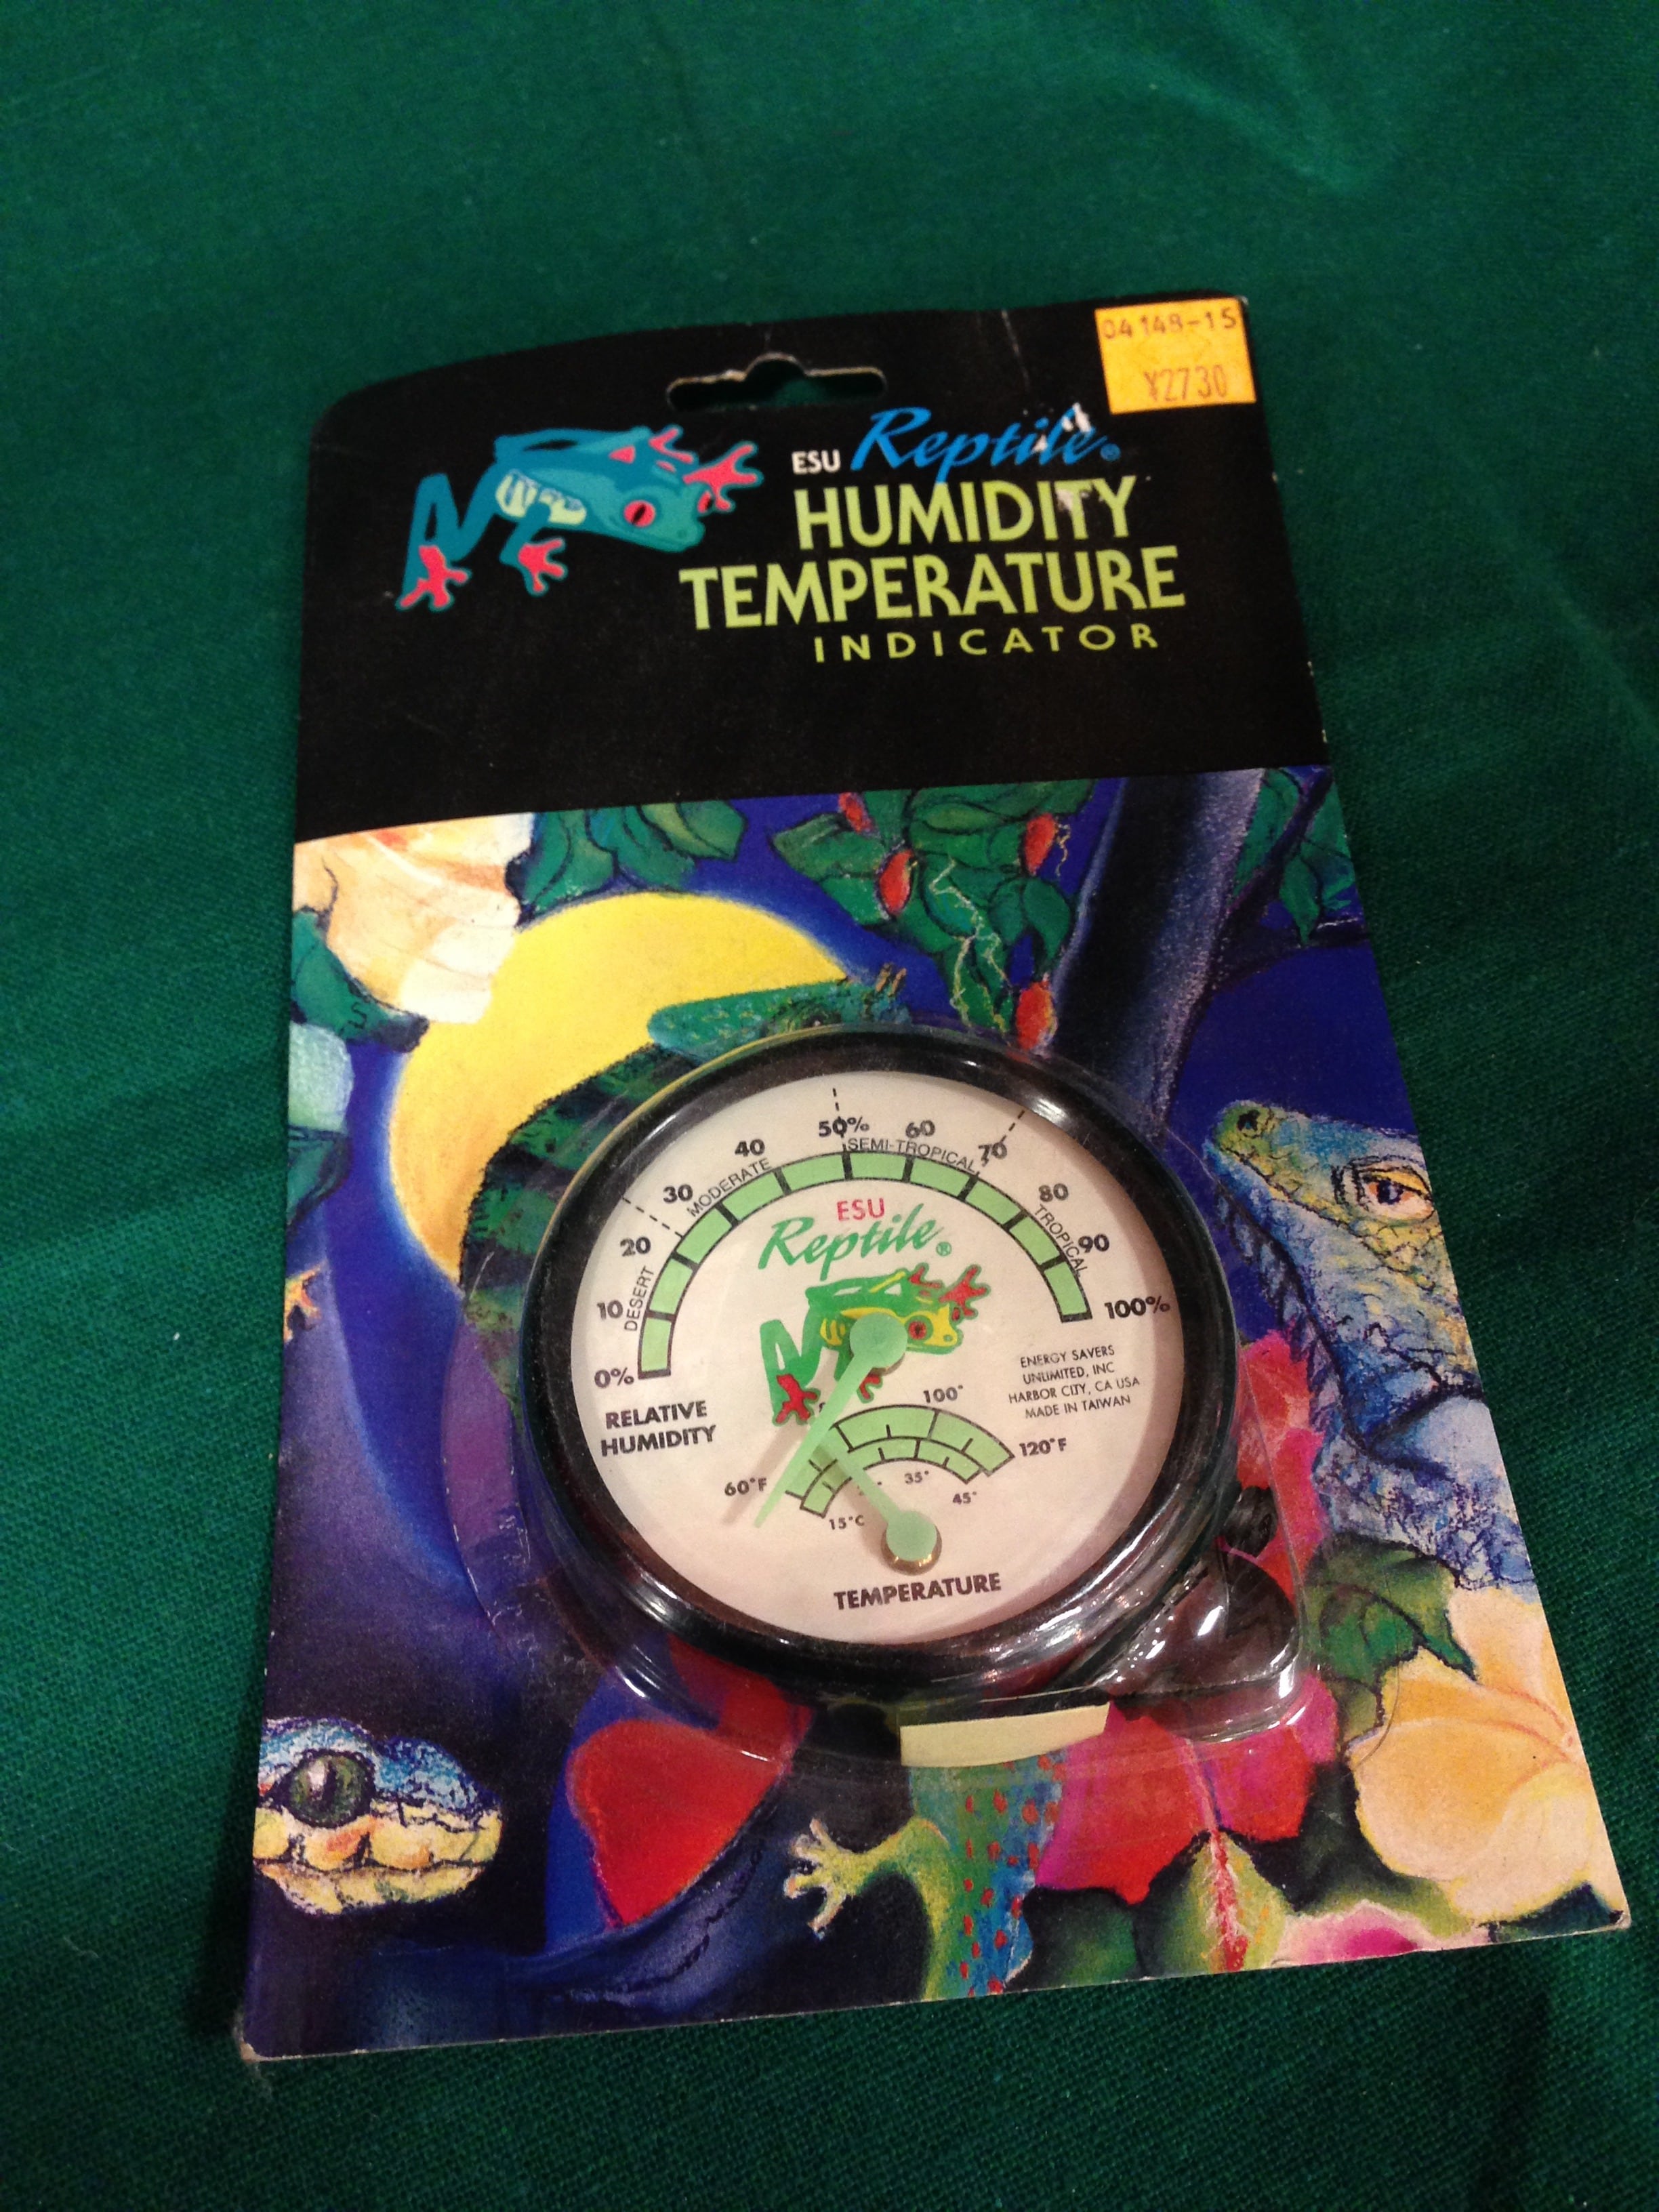 04148-15
¥2730
ESU Reptile®
HUMIDITY
TEMPERATURE
INDICATOR
50%
60
40
SEMI-TROPICAL
70
MODERATE
30
80
TROPICAL
20
90
DESERT
10
100%
0%
ESU
Reptile®
ENERGY SAVERS
UNLIMITED, INC
HARBOR CITY, CA USA
MADE IN TAIWAN
RELATIVE
HUMIDITY
100°
120°F
60°F
35°
45°
15°C
TEMPERATURE